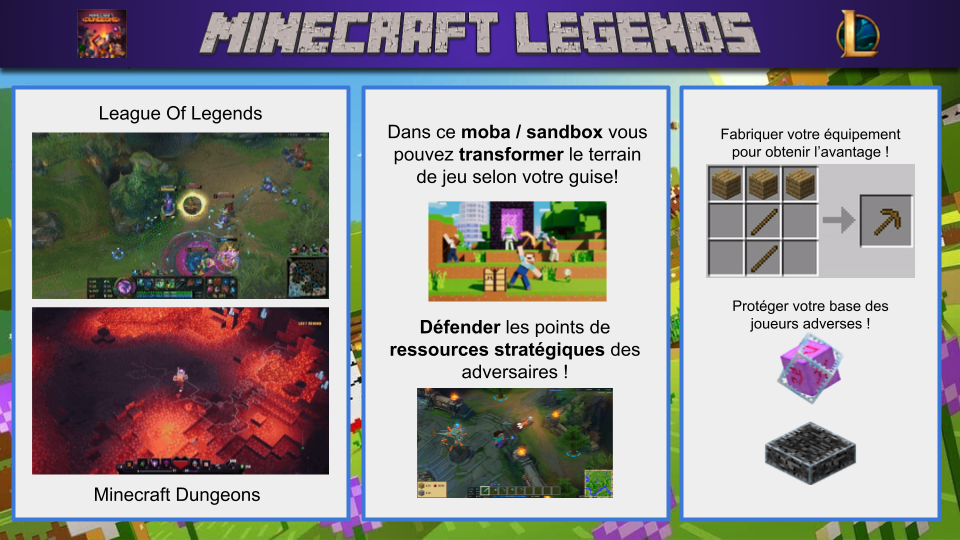 MINECRAFT LEGENDS
League Of Legends
Minecraft Dungeons
Dans ce moba / sandbox vous
pouvez transformer le terrain
de jeu selon votre guise!
Défender les points de
ressources stratégiques des
adversaires !
Fabriquer votre équipement
pour obtenir l’avantage !
Protéger votre base des
joueurs adverses !